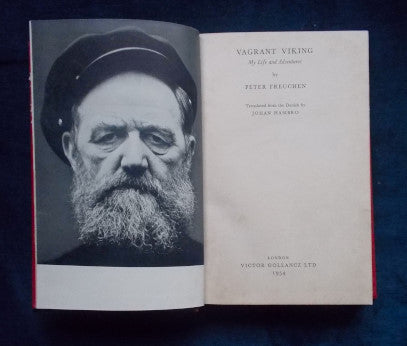 VAGRANT VIKING
My Life and Adventures
by
PETER FREUCHEN
Translated from the Danish by
JOHAN HAMBRO
LONDON
VICTOR GOLLANCZ LTD
1954